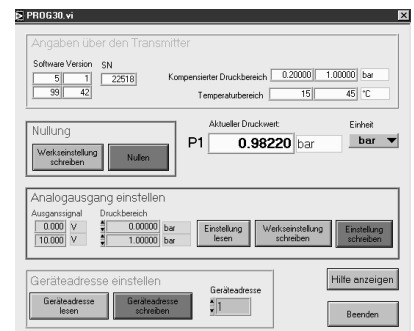 PROG30.vi
Angaben über den Transmitter
Software Version SN
5 1 22518
99 42
Kompensierter Druckbereich 0.20000 1.00000 bar
Temperaturbereich 15 45 °C
Nullung
Werkseinstellung schreiben
Nullen
Aktueller Druckwert:
P1 0.98220 bar
Einheit
bar
Analogausgang einstellen
Ausganssignal Druckbereich
0.000 V 0.00000 bar
10.000 V 1.00000 bar
Einstellung lesen
Werkseinstellung schreiben
Einstellung schreiben
Geräteadresse einstellen
Geräteadresse lesen
Geräteadresse schreiben
Geräteadresse
1
Hilfe anzeigen
Beenden